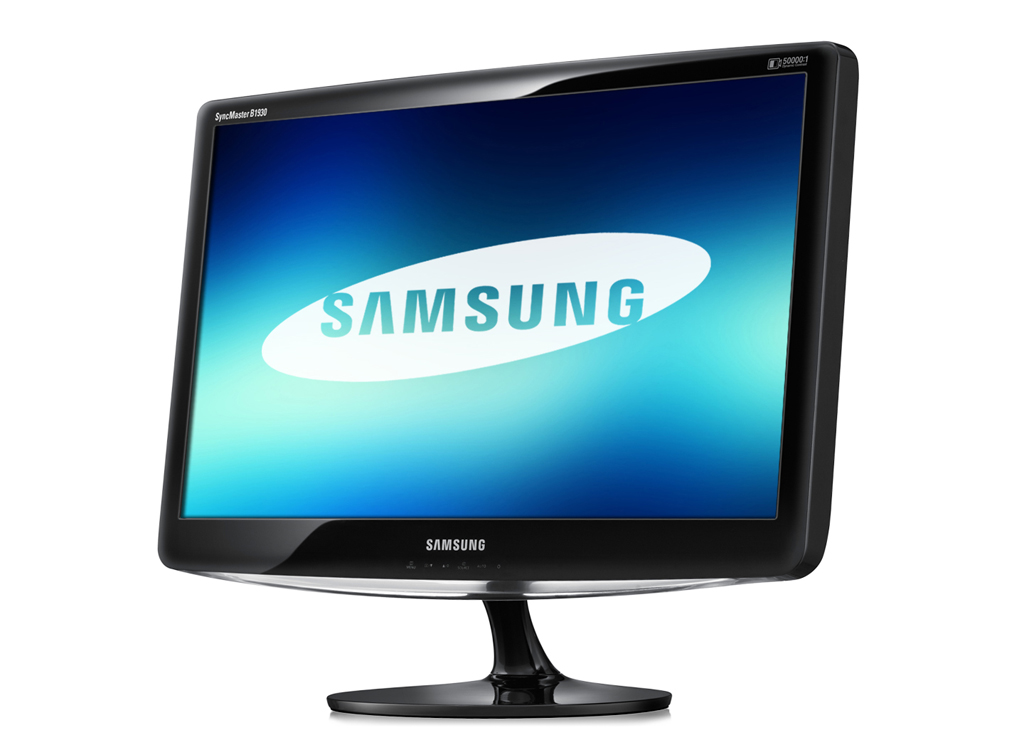 SyncMaster B1930
50000:1
SAMSUNG
SAMSUNG